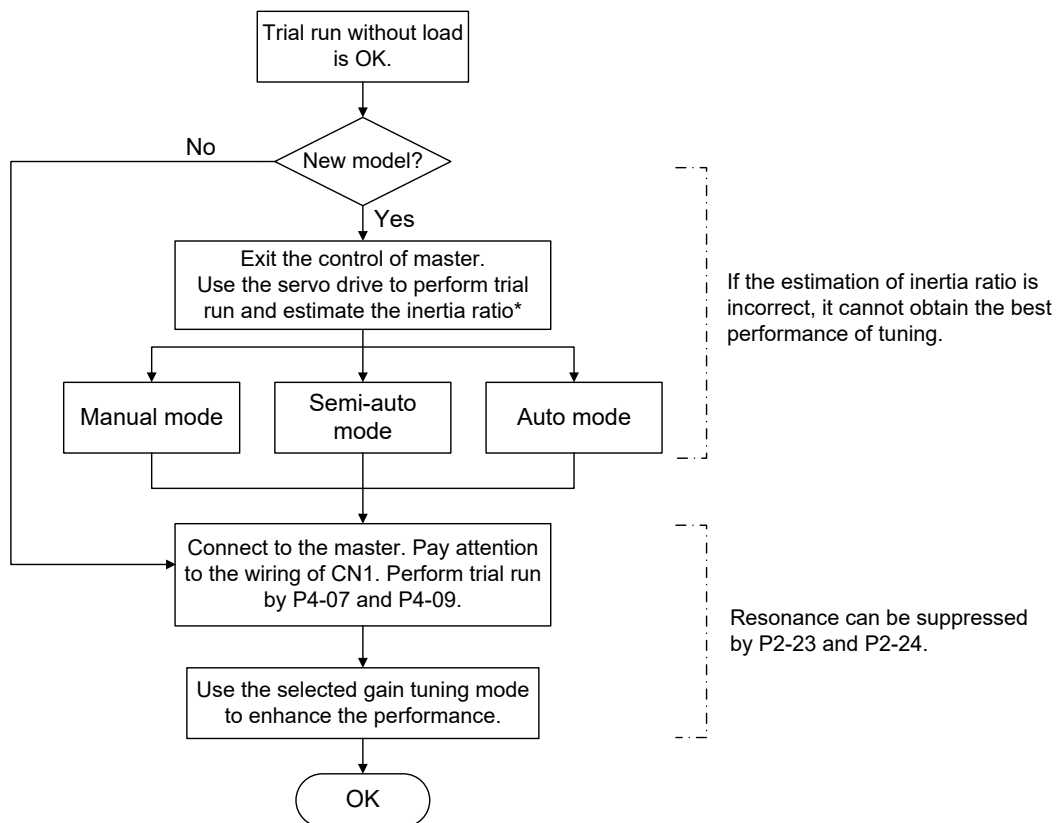 Trial run without load
is OK.
No
New model?
Yes
Exit the control of master.
Use the servo drive to perform trial
run and estimate the inertia ratio*
If the estimation of inertia ratio is
incorrect, it cannot obtain the best
performance of tuning.
Manual mode
Semi-auto
mode
Auto mode
Connect to the master. Pay attention
to the wiring of CN1. Perform trial run
by P4-07 and P4-09.
Resonance can be suppressed
by P2-23 and P2-24.
Use the selected gain tuning mode
to enhance the performance.
OK